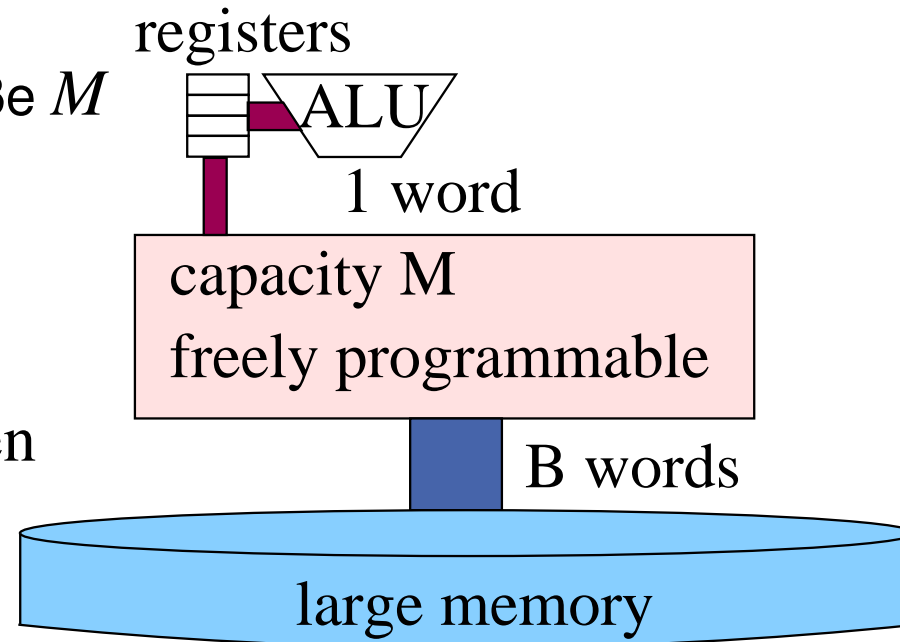 registers
M
ALU
1 word
capacity M
freely programmable
B words
large memory